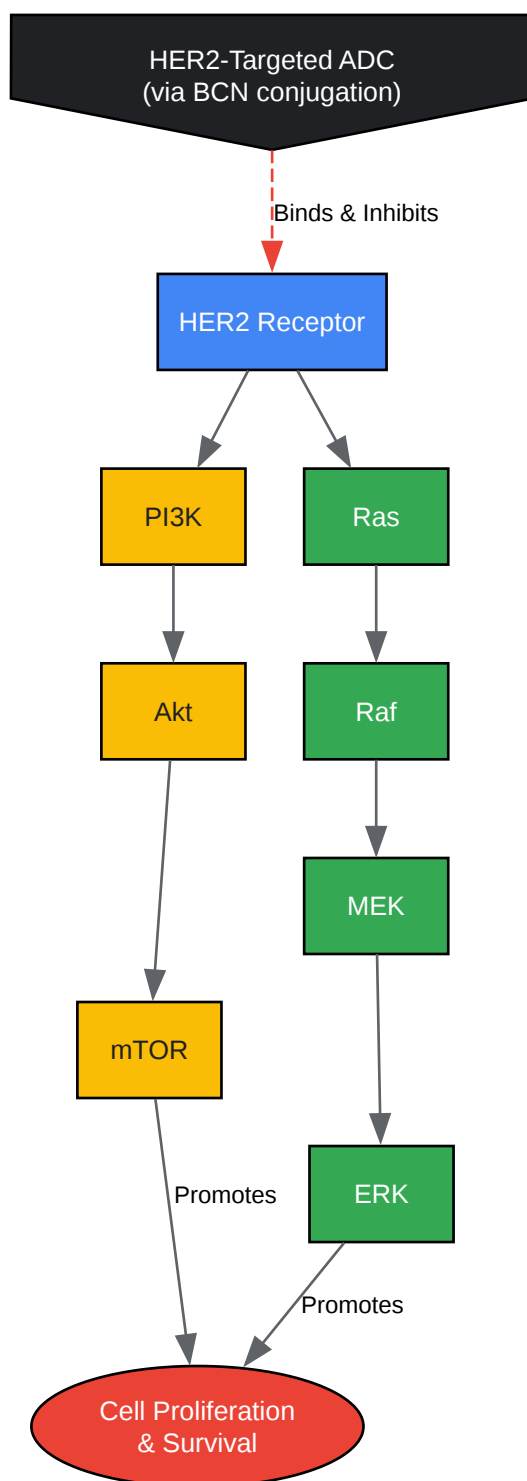 HER2-Targeted ADC
(via BCN conjugation)
Binds & Inhibits
HER2 Receptor
PI3K
Ras
Akt
Raf
MEK
mTOR
ERK
Promotes
Promotes
Cell Proliferation
& Survival